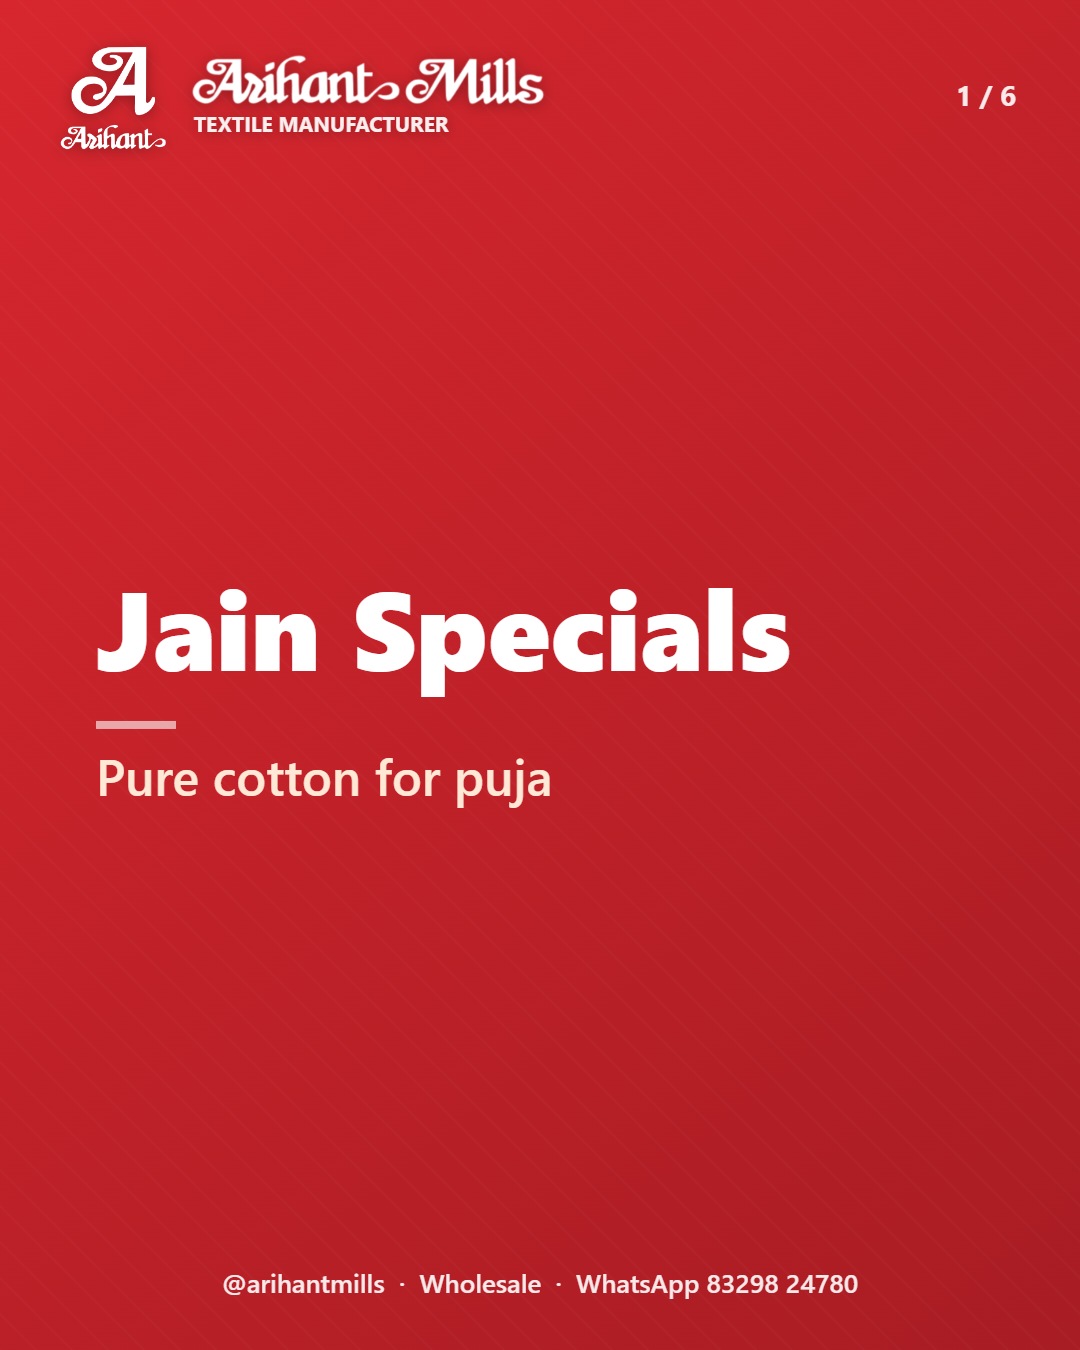 A
Arihant
Arihant Mills
TEXTILE MANUFACTURER
1 / 6
Jain Specials
Pure cotton for puja
@arihantmills · Wholesale · WhatsApp 83298 24780